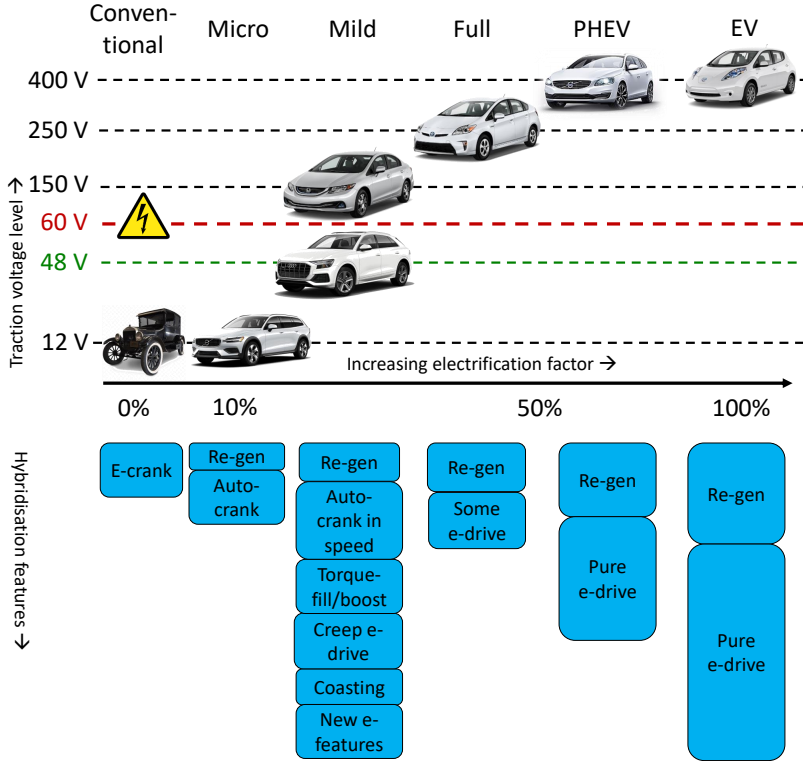 Conven-
tional
Micro
Mild
Full
PHEV
EV
400 V
250 V
150 V
60 V
48 V
12 V
Traction voltage level →
Increasing electrification factor →
0%
10%
50%
100%
Hybridisation features →
E-crank
Re-gen
Auto-
crank
Re-gen
Auto-
crank in
speed
Torque-
fill/boost
Creep e-
drive
Coasting
New e-
features
Re-gen
Some
e-drive
Re-gen
Pure
e-drive
Re-gen
Pure
e-drive